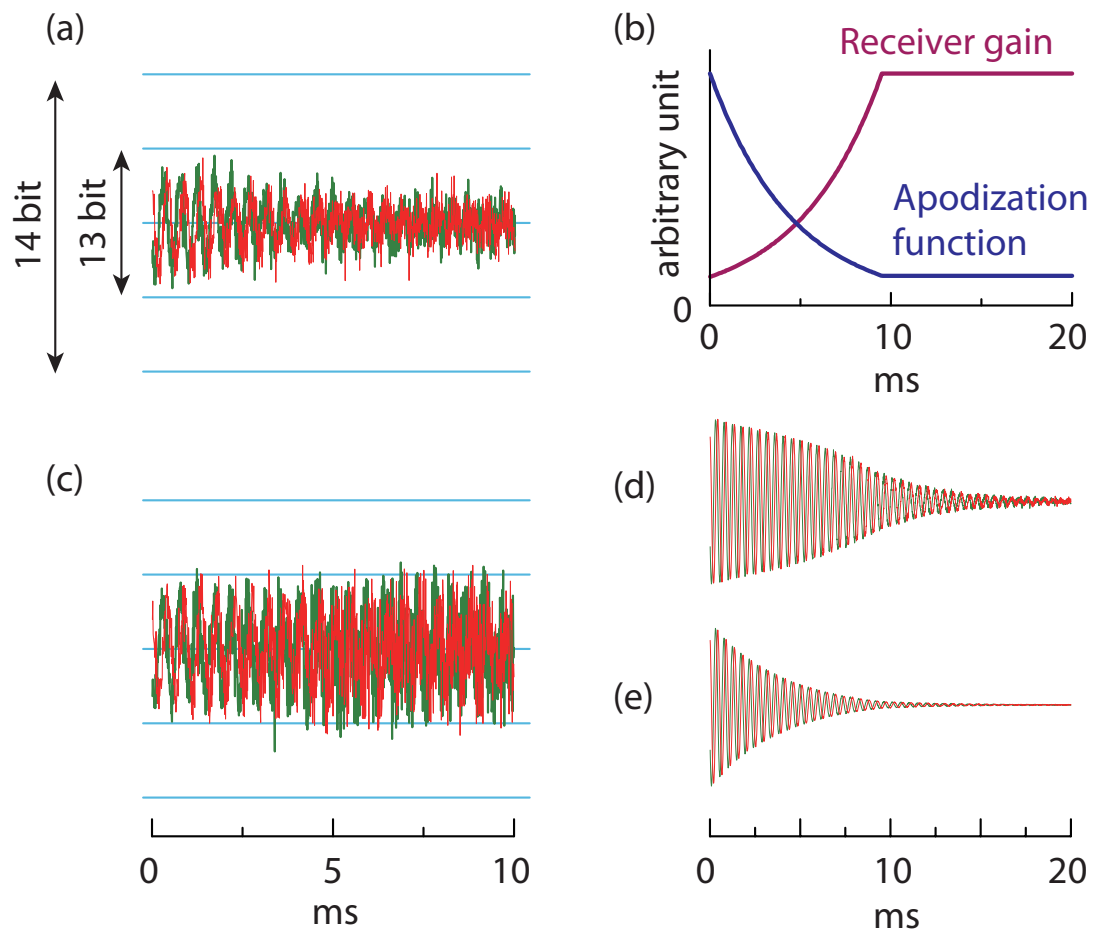 (a)
14 bit
13 bit
(b)
Receiver gain
Apodization
function
arbitrary unit
0
0
10
20
ms
(c)
0
5
10
ms
(d)
(e)
0
10
20
ms